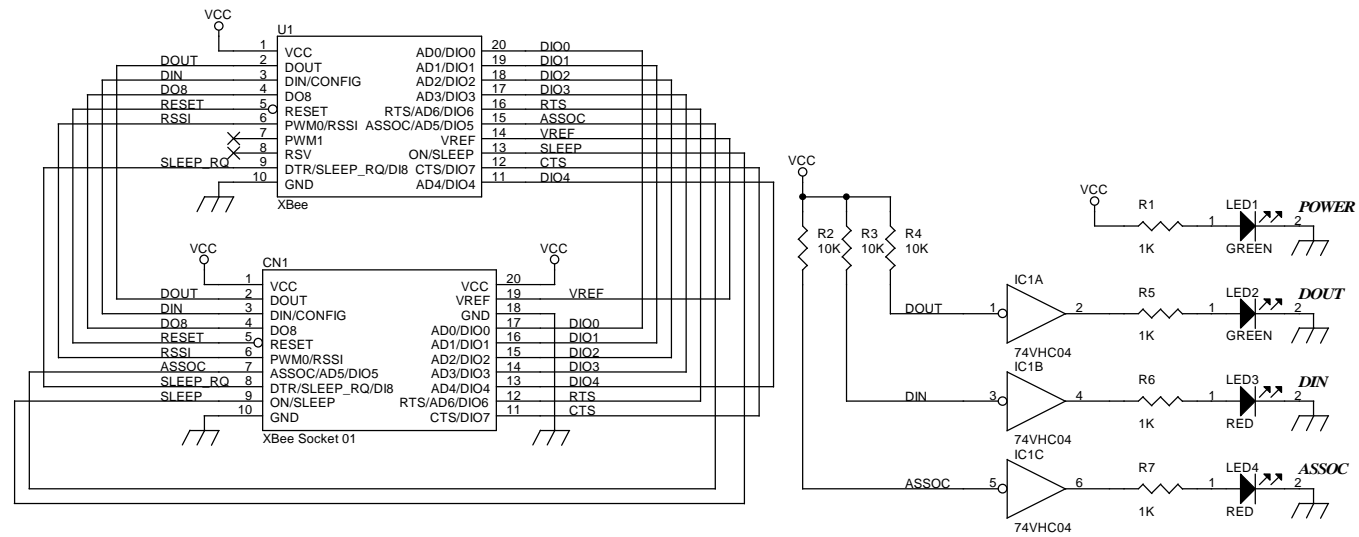 VCC
U1
1 VCC AD0/DIO0 20 DIO0
DOUT 2 DOUT AD1/DIO1 19 DIO1
DIN 3 DIN/CONFIG AD2/DIO2 18 DIO2
DO8 4 DO8 AD3/DIO3 17 DIO3
RESET 5 RESET RTS/AD6/DIO6 16 RTS
RSSI 6 PWM0/RSSI ASSOC/AD5/DIO5 15 ASSOC
7 PWM1 VREF 14 VREF
8 RSV ON/SLEEP 13 SLEEP
SLEEP_RQ 9 DTR/SLEEP_RQ/DI8 CTS/DIO7 12 CTS
10 GND AD4/DIO4 11 DIO4
XBee
VCC
VCC
CN1
1 VCC VCC 20
DOUT 2 DOUT VREF 19 VREF
DIN 3 DIN/CONFIG GND 18
DO8 4 DO8 AD0/DIO0 17 DIO0
RESET 5 RESET AD1/DIO1 16 DIO1
RSSI 6 PWM0/RSSI AD2/DIO2 15 DIO2
ASSOC 7 ASSOC/AD5/DIO5 AD3/DIO3 14 DIO3
SLEEP_RQ 8 DTR/SLEEP_RQ/DI8 AD4/DIO4 13 DIO4
SLEEP 9 ON/SLEEP RTS/AD6/DIO6 12 RTS
10 GND CTS/DIO7 11 CTS
XBee Socket 01
VCC
R2 R3 R4
10K 10K 10K
VCC
R1 LED1 POWER
1 2
1K GREEN
IC1A R5 LED2 DOUT
DOUT 1 2 1 2
74VHC04 1K GREEN
IC1B R6 LED3 DIN
DIN 3 4 1 2
74VHC04 1K RED
IC1C R7 LED4 ASSOC
ASSOC 5 6 1 2
74VHC04 1K RED